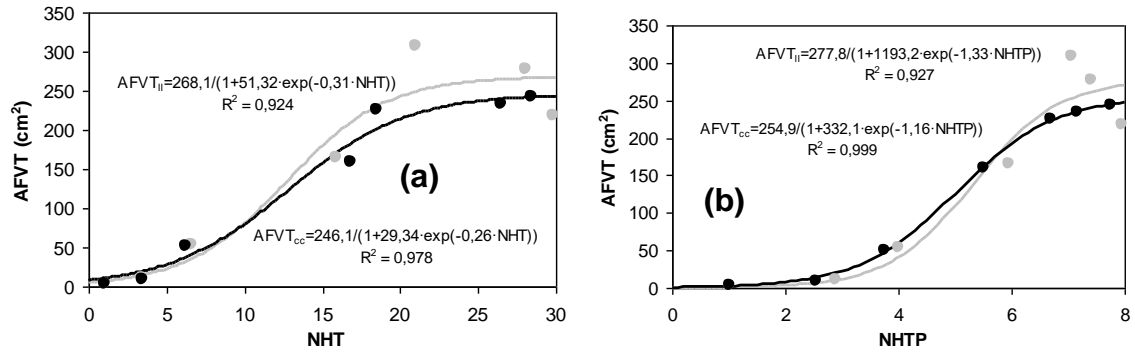 350
300
250
200
150
100
50
0
AFVT (cm²)
AFVT_II=268,1/(1+51,32·exp(-0,31·NHT))
R² = 0,924
(a)
AFVT_cc=246,1/(1+29,34·exp(-0,26·NHT))
R² = 0,978
0 5 10 15 20 25 30
NHT
350
300
250
200
150
100
50
0
AFVT (cm²)
AFVT_II=277,8/(1+1193,2·exp(-1,33·NHTP))
R² = 0,927
AFVT_cc=254,9/(1+332,1·exp(-1,16·NHTP))
R² = 0,999
(b)
0 2 4 6 8
NHTP